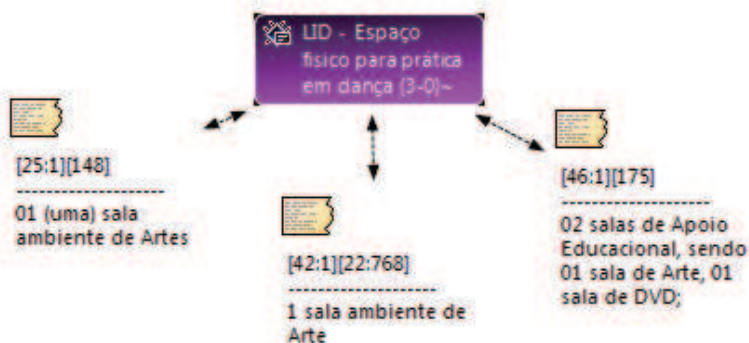 LID - Espaço
fisico para prática
em dança {3-0}~
[25:1][148]
--------------------
01 (uma) sala
ambiente de Artes
[42:1][22:768]
--------------------
1 sala ambiente de
Arte
[46:1][175]
--------------------
02 salas de Apoio
Educacional, sendo
01 sala de Arte, 01
sala de DVD;